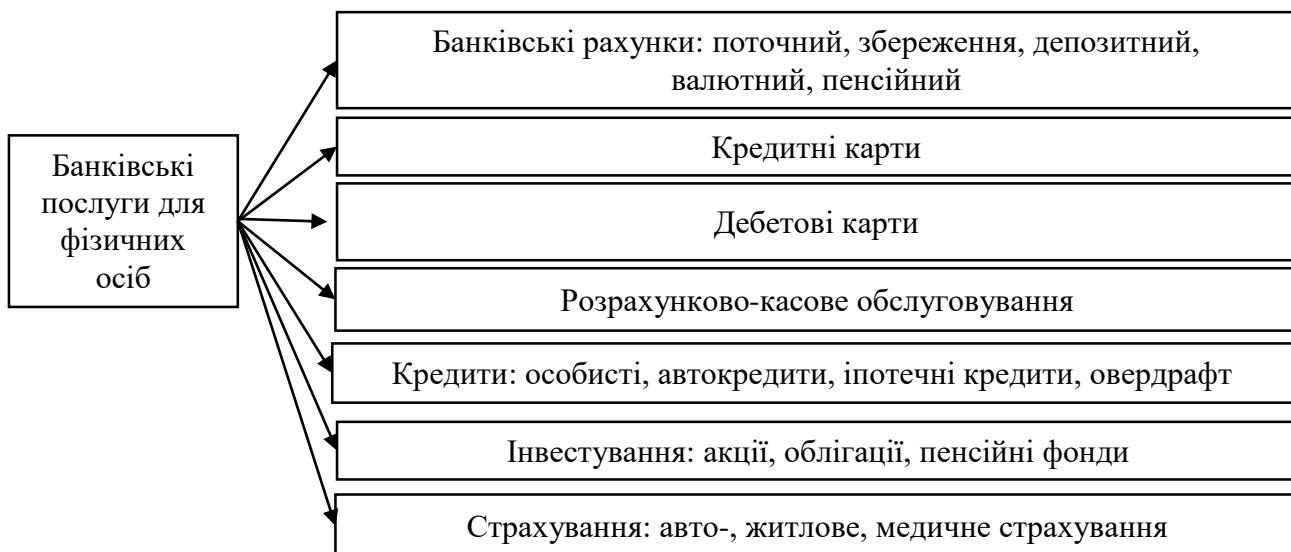 Банківські рахунки: поточний, збереження, депозитний,
валютний, пенсійний
Банківські
послуги для
фізичних
осіб
Кредитні карти
Дебетові карти
Розрахунково-касове обслуговування
Кредити: особисті, автокредити, іпотечні кредити, овердрафт
Інвестування: акції, облігації, пенсійні фонди
Страхування: авто-, житлове, медичне страхування